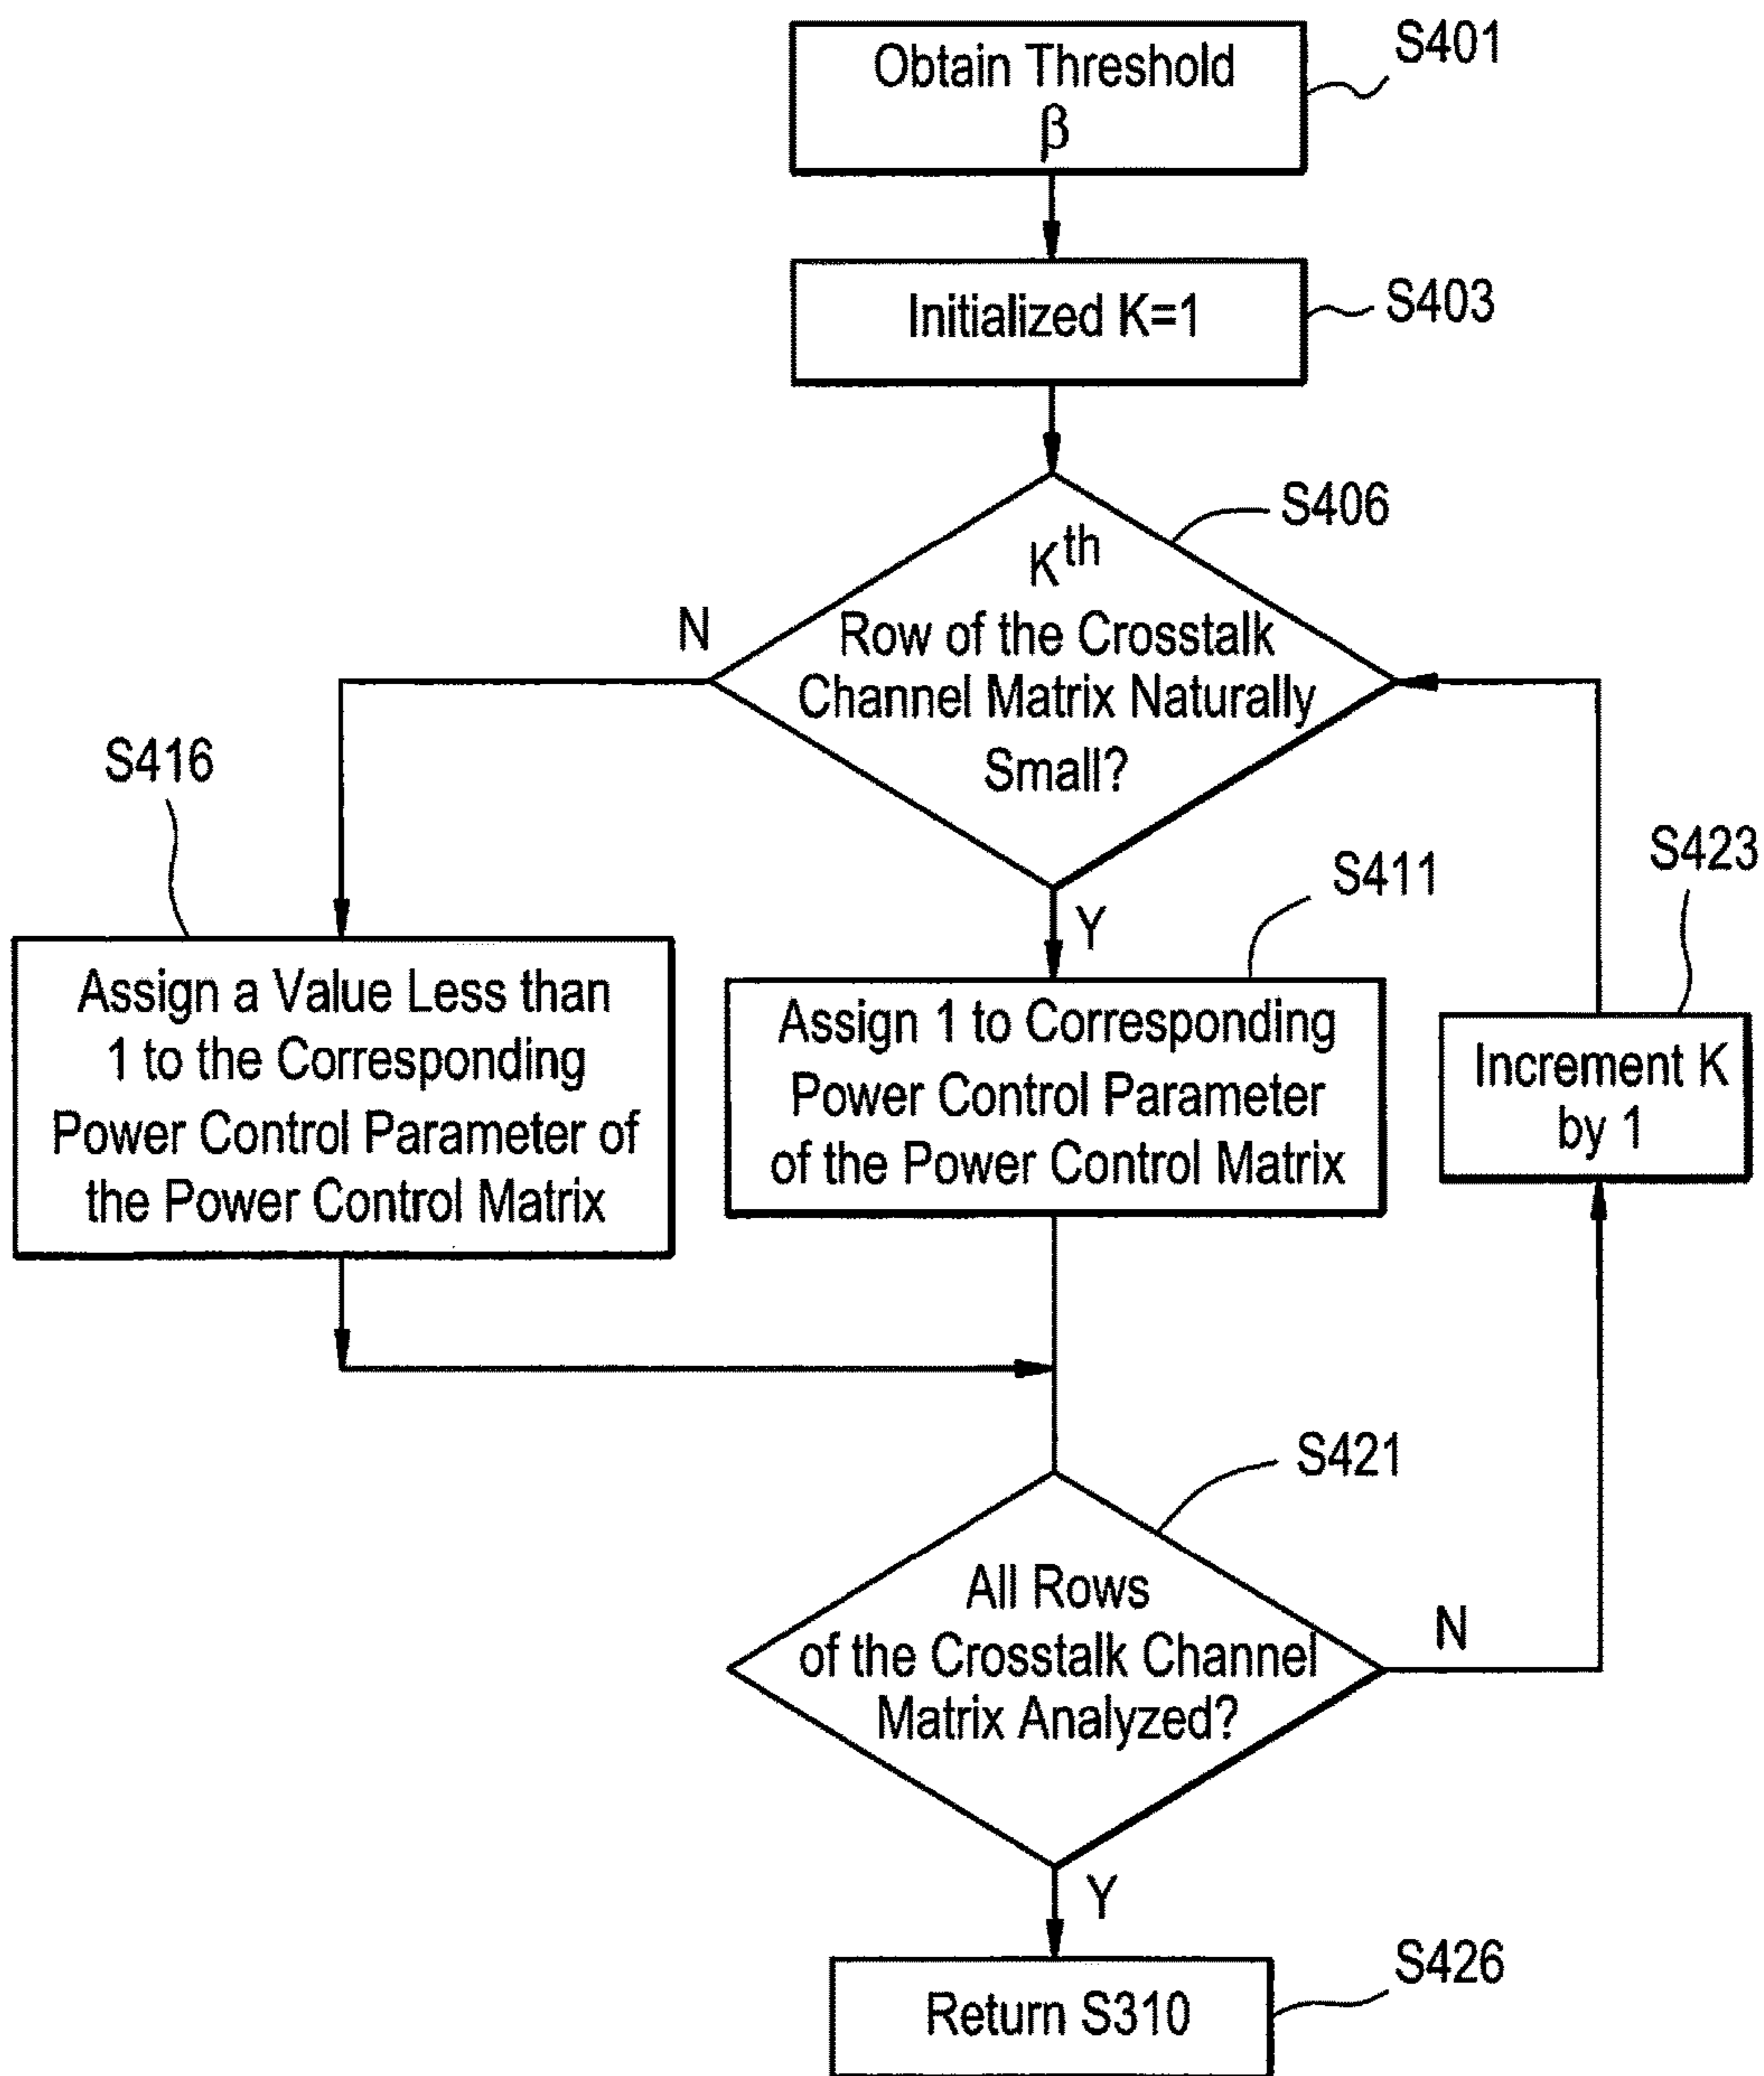 Obtain Threshold
β
S401
Initialized K=1
S403
Kth
Row of the Crosstalk
Channel Matrix Naturally
Small?
S406
N
Y
S416
Assign a Value Less than
1 to the Corresponding
Power Control Parameter of
the Power Control Matrix
S411
Assign 1 to Corresponding
Power Control Parameter
of the Power Control Matrix
S423
Increment K
by 1
S421
All Rows
of the Crosstalk Channel
Matrix Analyzed?
N
Y
Return S310
S426